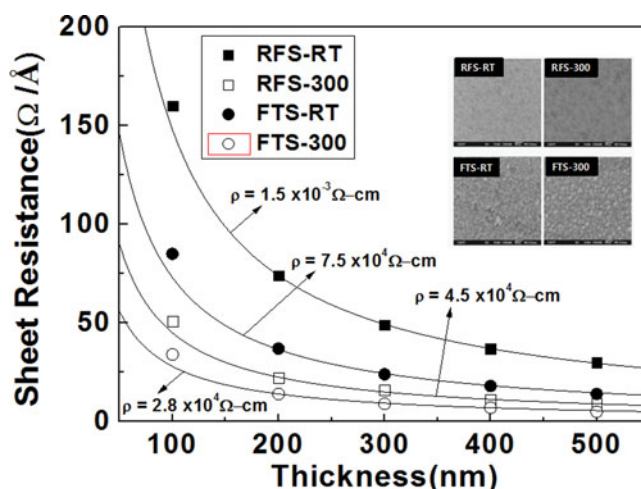 200
150
100
50
0
Sheet Resistance(Ω/Å)
RFS-RT
RFS-300
FTS-RT
FTS-300
RFS-RT
RFS-300
FTS-RT
FTS-300
ρ = 1.5 x10⁻³Ω–cm
ρ = 7.5 x10⁴Ω–cm
ρ = 4.5 x10⁴Ω–cm
ρ = 2.8 x10⁴Ω–cm
100 200 300 400 500
Thickness(nm)